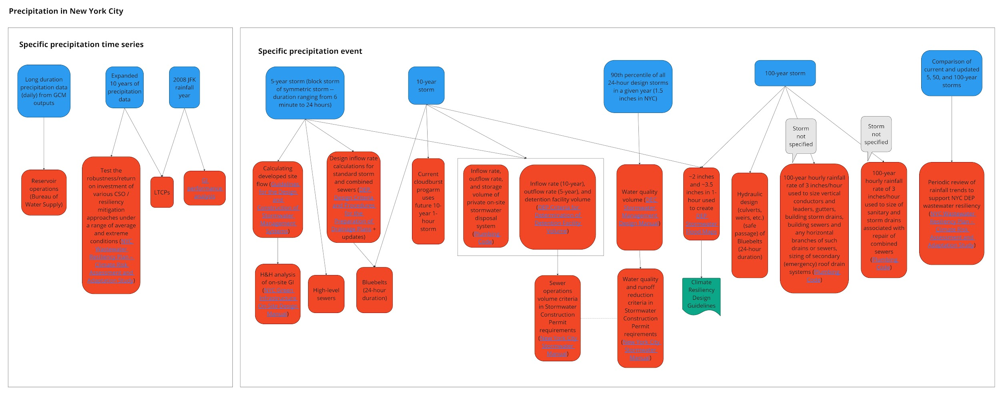 Precipitation in New York City
Specific precipitation time series
Long duration
precipitation data
(daily) from GCM
outputs
Expanded
10 years of
precipitation
data
2008 JFK
rainfall
year
Reservoir
operations
(Bureau of
Water Supply)
Test the
robustness/return
on investment of
various CSO /
resiliency
mitigation
approaches under
a range of average
and extreme
conditions (NYC
Wastewater
Resiliency Plan –
Climate Risk
Assessment and
Adaptation Study)
LTCPs
GI
performance
analysis
Specific precipitation event
5-year storm (block storm
of symmetric storm --
duration ranging from 6
minute to 24 hours)
10-year
storm
90th percentile of all
24-hour design storms
in a given year (1.5
inches in NYC)
100-year storm
Comparison of
current and updated
5, 50, and 100-year
storms
Storm
not
specified
Storm
not
specified
Calculating
developed site
flow (Guidelines
for the Design
and
Construction of
Stormwater
Management
Systems)
Design inflow rate
calculations for
standard storm
and combined
sewers (DEP
Design Criteria
and Procedures
for the
Preparation of
Drainage Plans +
updates)
Current
cloudburst
progarm
uses
future 10-
year 1-
hour
storm
Inflow rate,
outflow rate,
and storage
volume of
private on-site
stormwater
disposal
system
(Plumbing
Code)
Inflow rate (10-year),
outflow rate (5-year), and
detention facility volume
(DEP Criteria for
Determination of
Detention Facility
Volume)
Water quality
volume (DEC
Stormwater
Management
Design Manual)
~2 inches
and ~3.5
inches in 1-
hour used
to create
DEP
Stormwater
Flood Maps
Hydraulic
design
(culverts,
weirs, etc.)
(safe
passage) of
Bluebelts
(24-hour
duration)
100-year hourly rainfall
rate of 3 inches/hour
used to size vertical
conductors and
leaders, gutters,
building storm drains,
building sewers and
any horizontal
branches of such
drains or sewers,
sizing of secondary
(emergency) roof drain
systems (Plumbing
Code)
100-year
hourly rainfall
rate of 3
inches/hour
used to size of
sanitary and
storm drains
associated with
repair of
combined
sewers
(Plumbing
Code)
Periodic review of
rainfall trends to
support NYC DEP
wastewater resiliency
(NYC Wastewater
Resiliency Plan –
Climate Risk
Assessment and
Adaptation Study)
H&H analysis
of on-site GI
(NYC Green
Infrastructure
On-Site Design
Manual)
High-level
sewers
Bluebelts
(24-hour
duration)
Sewer
operations
volume criteria
in Stormwater
Construction
Permit
requirements
(New York City
Stormwater
Manual)
Water quality
and runoff
reduction
criteria in
Stormwater
Construction
Permit
reqirements
(New York City
Stormwater
Manual)
Climate
Resiliency
Design
Guidelines